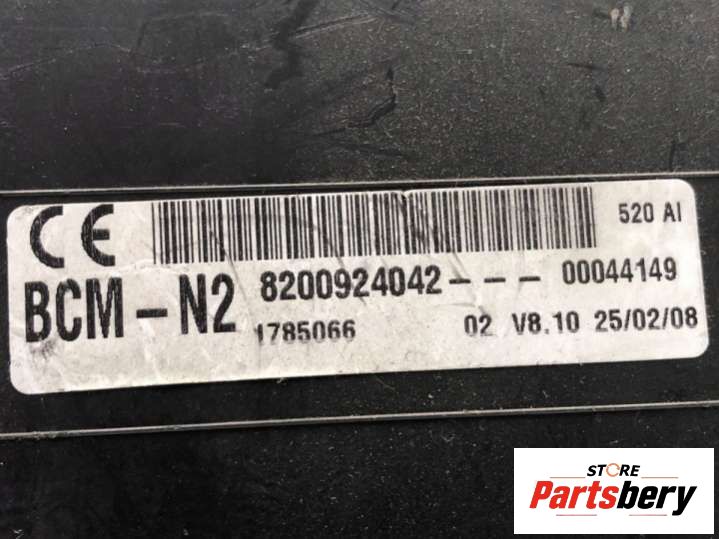 CE
520 AI
BCM-N2 8200924042--- 00044149
1785066 02 V8.10 25/02/08
STORE
Partsbery